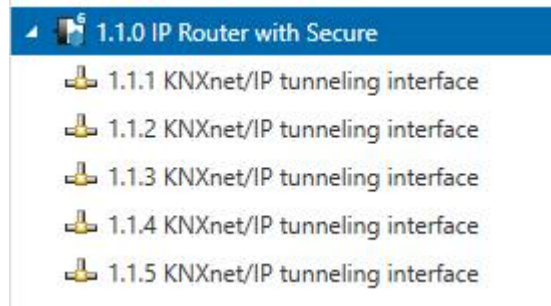 6
1.1.0 IP Router with Secure
1.1.1 KNXnet/IP tunneling interface
1.1.2 KNXnet/IP tunneling interface
1.1.3 KNXnet/IP tunneling interface
1.1.4 KNXnet/IP tunneling interface
1.1.5 KNXnet/IP tunneling interface